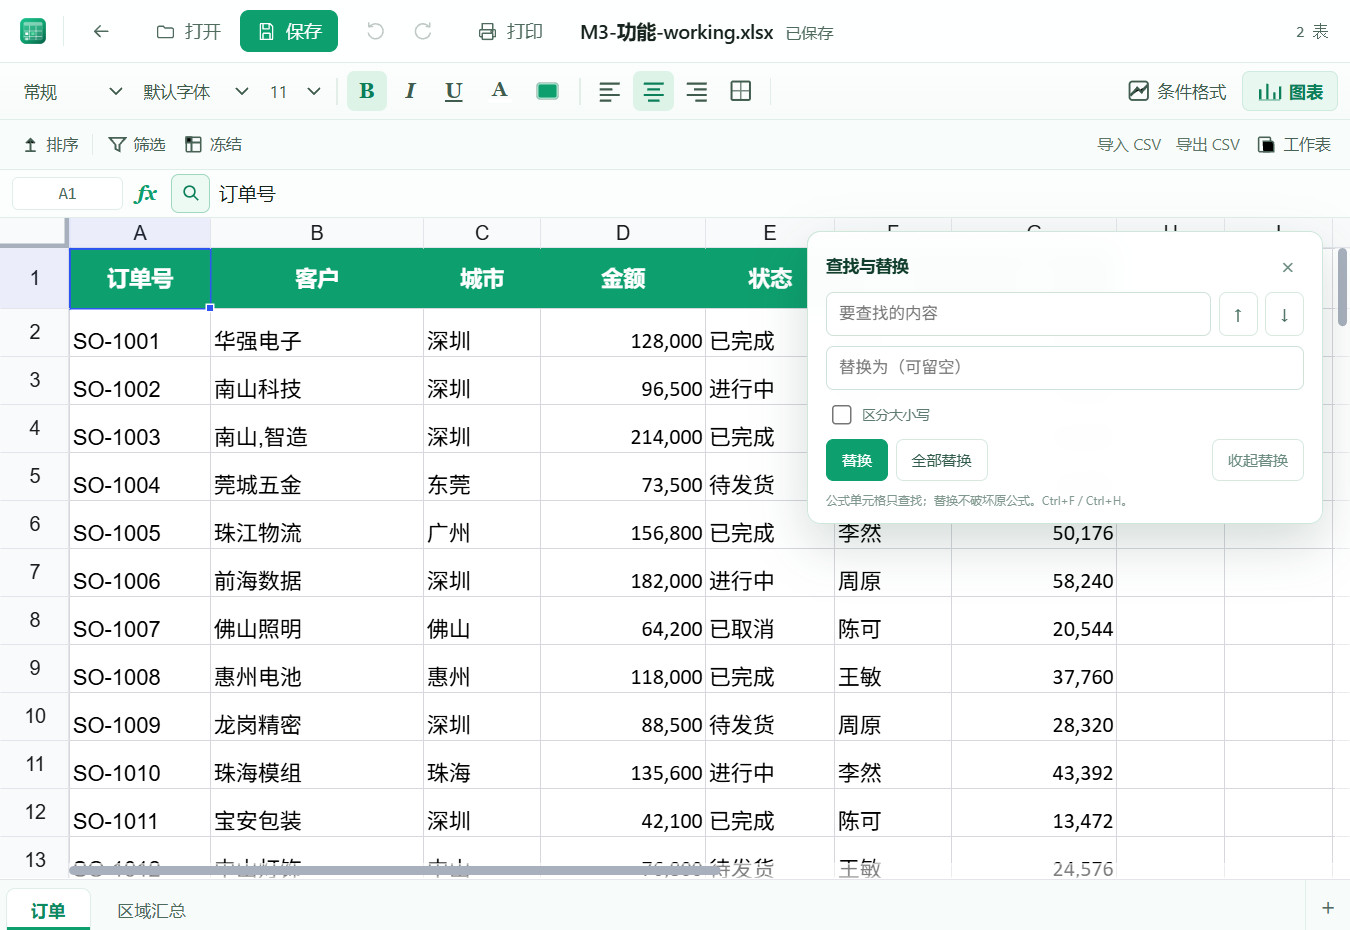 打开 保存 打印 M3-功能-working.xlsx 已保存 2 表
常规 默认字体 11 B I U A 条件格式 图表
排序 筛选 冻结 导入 CSV 导出 CSV 工作表
A1 fx 订单号
A B C D E
1 订单号 客户 城市 金额 状态
2 SO-1001 华强电子 深圳 128,000 已完成
3 SO-1002 南山科技 深圳 96,500 进行中
4 SO-1003 南山,智造 深圳 214,000 已完成
5 SO-1004 莞城五金 东莞 73,500 待发货
6 SO-1005 珠江物流 广州 156,800 已完成 李然 50,176
7 SO-1006 前海数据 深圳 182,000 进行中 周原 58,240
8 SO-1007 佛山照明 佛山 64,200 已取消 陈可 20,544
9 SO-1008 惠州电池 惠州 118,000 已完成 王敏 37,760
10 SO-1009 龙岗精密 深圳 88,500 待发货 周原 28,320
11 SO-1010 珠海模组 珠海 135,600 进行中 李然 43,392
12 SO-1011 宝安包装 深圳 42,100 已完成 陈可 13,472
13 待发货 王敏 24,576
查找与替换
要查找的内容
替换为（可留空）
区分大小写
替换 全部替换 收起替换
公式单元格只查找；替换不破坏原公式。Ctrl+F / Ctrl+H。
订单 区域汇总